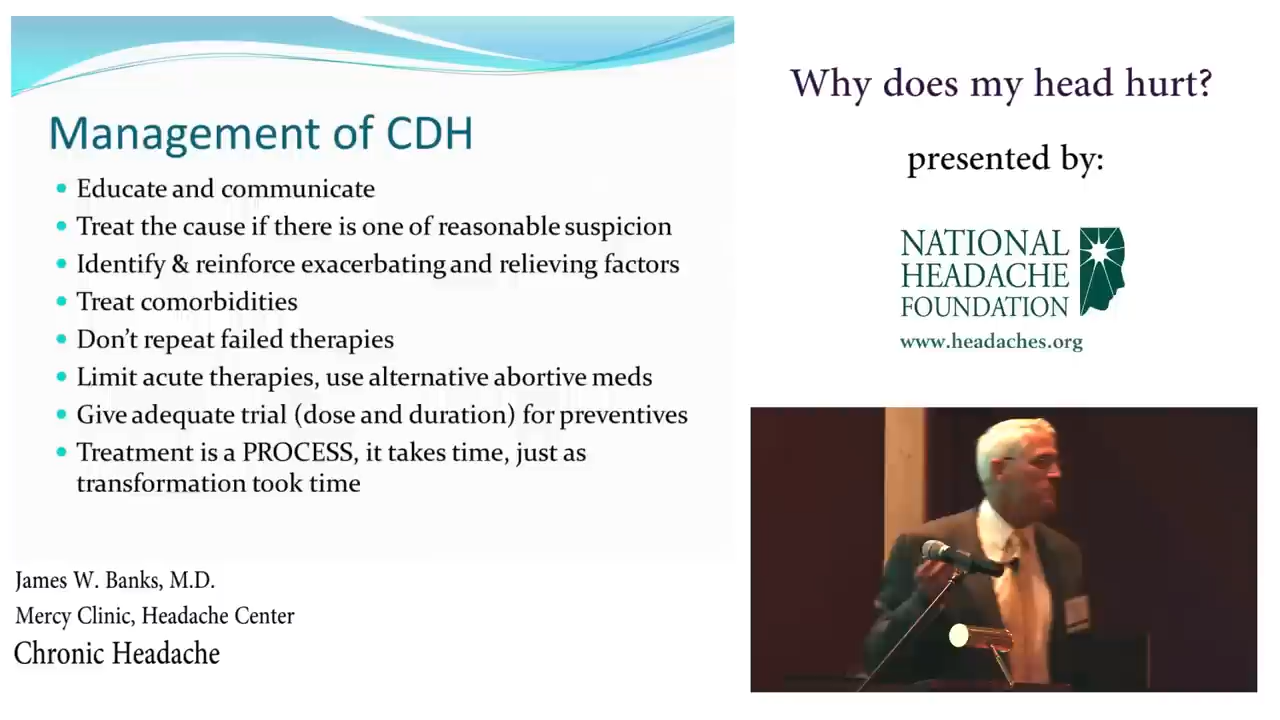 Management of CDH
• Educate and communicate
• Treat the cause if there is one of reasonable suspicion
• Identify & reinforce exacerbating and relieving factors
• Treat comorbidities
• Don't repeat failed therapies
• Limit acute therapies, use alternative abortive meds
• Give adequate trial (dose and duration) for preventives
• Treatment is a PROCESS, it takes time, just as
transformation took time
James W. Banks, M.D.
Mercy Clinic, Headache Center
Chronic Headache
Why does my head hurt?
presented by:
NATIONAL
HEADACHE
FOUNDATION
www.headaches.org